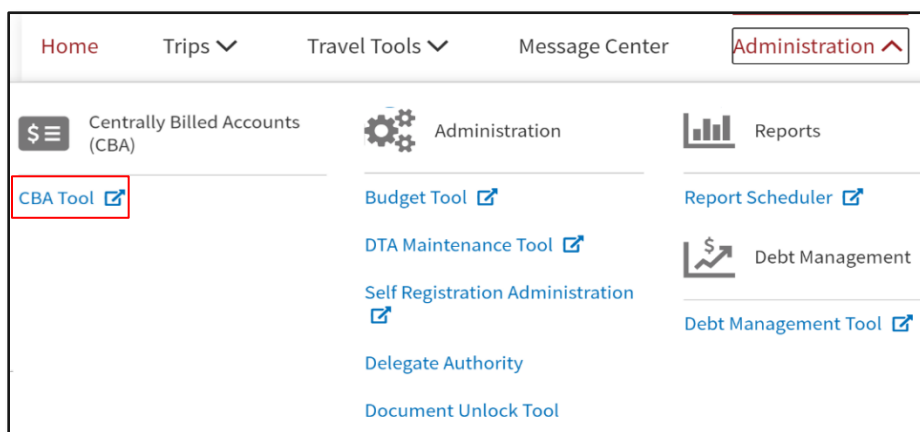 Home Trips Travel Tools Message Center Administration
Centrally Billed Accounts
(CBA)
CBA Tool
Administration
Budget Tool
DTA Maintenance Tool
Self Registration Administration
Delegate Authority
Document Unlock Tool
Reports
Report Scheduler
Debt Management
Debt Management Tool